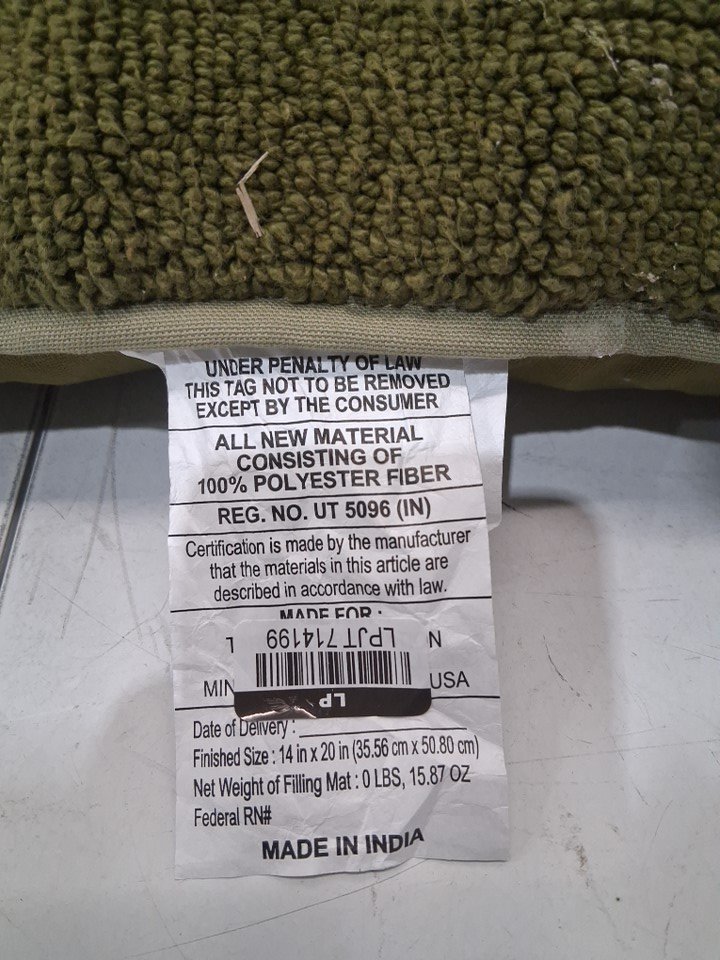 UNDER PENALTY OF LAW
THIS TAG NOT TO BE REMOVED
EXCEPT BY THE CONSUMER
ALL NEW MATERIAL
CONSISTING OF
100% POLYESTER FIBER
REG. NO. UT 5096 (IN)
Certification is made by the manufacturer
that the materials in this article are
described in accordance with law.
MADE FOR :
LPJT714199
LP
USA
Date of Delivery :
Finished Size : 14 in x 20 in (35.56 cm x 50.80 cm)
Net Weight of Filling Mat : 0 LBS, 15.87 OZ
Federal RN#
MADE IN INDIA